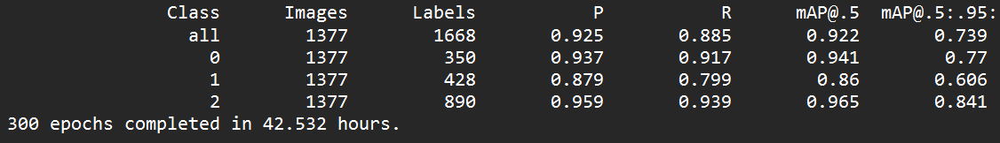 Class Images Labels P R mAP@.5 mAP@.5:.95:
all 1377 1668 0.925 0.885 0.922 0.739
0 1377 350 0.937 0.917 0.941 0.77
1 1377 428 0.879 0.799 0.86 0.606
2 1377 890 0.959 0.939 0.965 0.841
300 epochs completed in 42.532 hours.